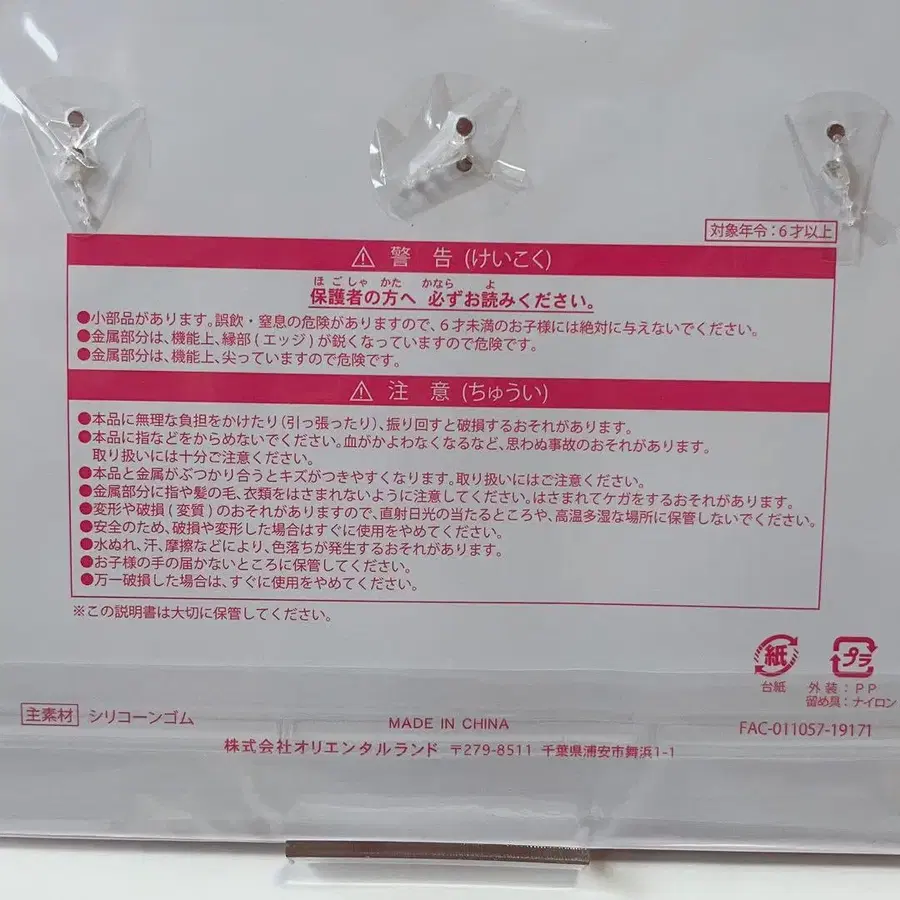 対象年令:6才以上
⚠ 警 告 (けいこく)
ほごしゃ かた かなら よ
保護者の方へ 必ずお読みください。
●小部品があります。誤飲・窒息の危険がありますので、6才未満のお子様には絶対に与えないでください。
●金属部分は、機能上、縁部(エッジ)が鋭くなっていますので危険です。
●金属部分は、機能上、尖っていますので危険です。
⚠ 注 意 (ちゅうい)
●本品に無理な負担をかけたり(引っ張ったり)、振り回すと破損するおそれがあります。
●本品に指などをからめないでください。血がかよわなくなるなど、思わぬ事故のおそれがあります。
取り扱いには十分ご注意ください。
●本品と金属がぶつかり合うとキズがつきやすくなります。取り扱いにはご注意ください。
●金属部分に指や髪の毛、衣類をはさまれないように注意してください。はさまれてケガをするおそれがあります。
●変形や破損(変質)のおそれがありますので、直射日光の当たるところや、高温多湿な場所に保管しないでください。
●安全のため、破損や変形した場合はすぐに使用をやめてください。
●水ぬれ、汗、摩擦などにより、色落ちが発生するおそれがあります。
●お子様の手の届かないところに保管してください。
●万一破損した場合は、すぐに使用をやめてください。
※この説明書は大切に保管してください。
紙 プラ
台紙 外装:PP
留め具:ナイロン
主素材 シリコーンゴム
MADE IN CHINA
FAC-011057-19171
株式会社オリエンタルランド 〒279-8511 千葉県浦安市舞浜1-1